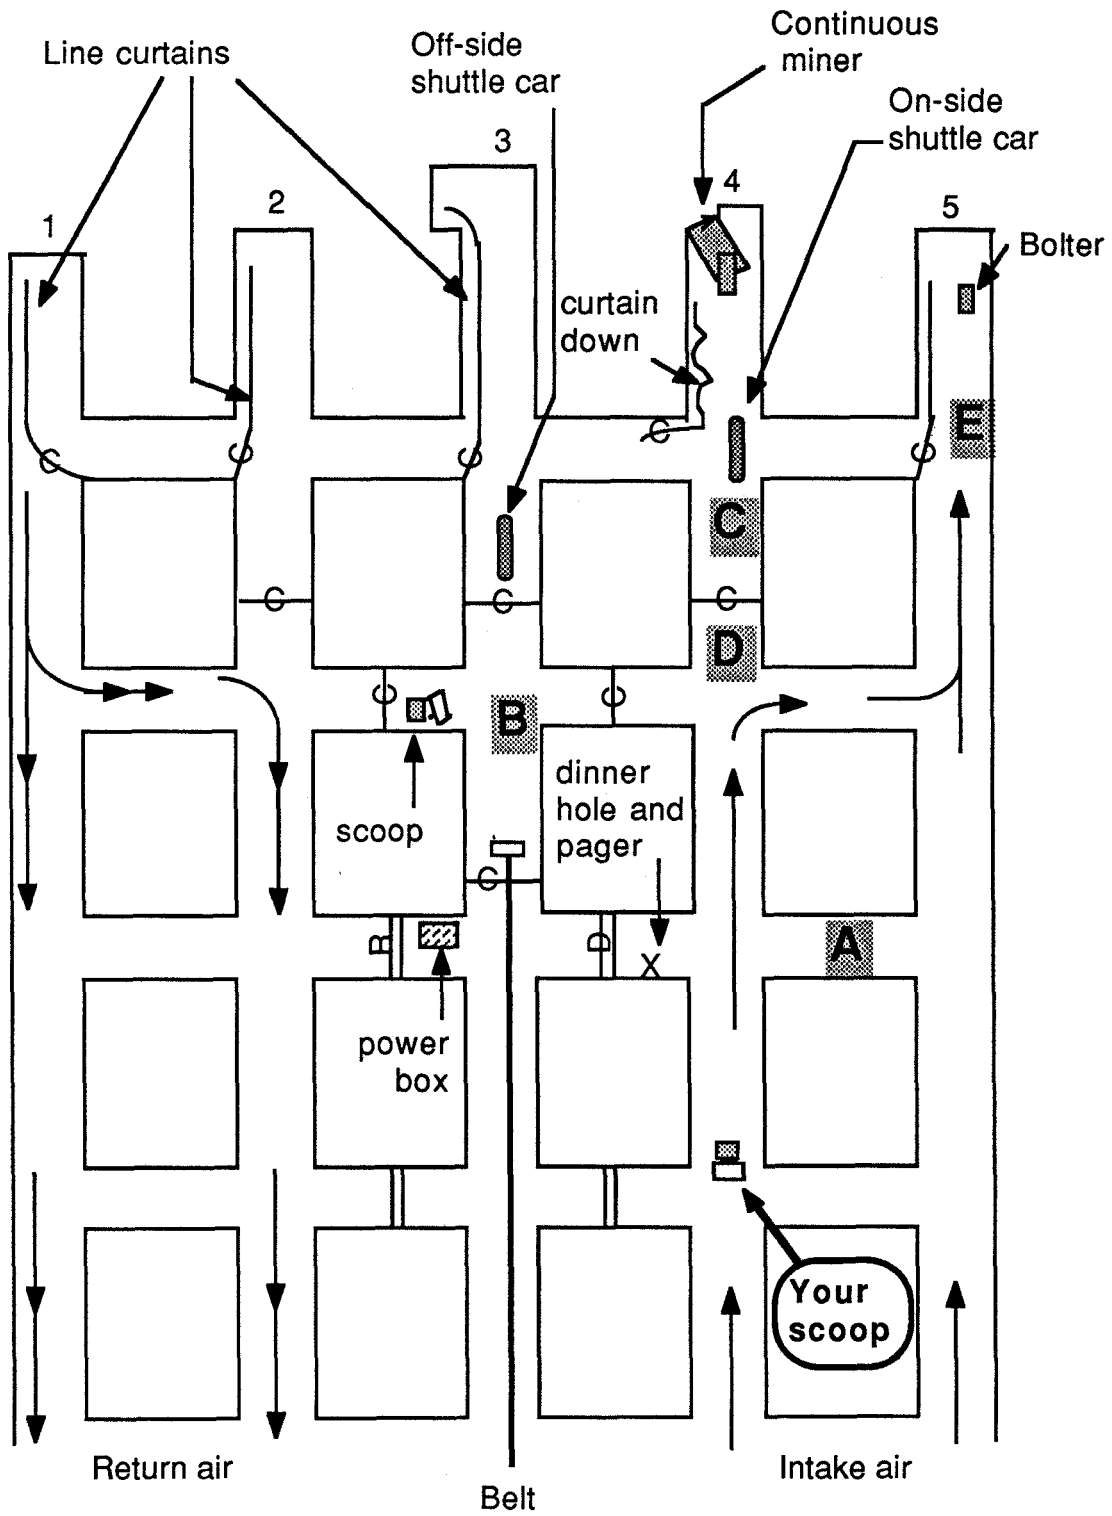 Continuous
miner
Line curtains
Off-side
shuttle car
On-side
shuttle car
3
4
1
2
5
Bolter
curtain
down
C
C
C
C
C
E
C
C
C
C
D
C
C
B
dinner
hole and
pager
scoop
C
B
D
A
X
power
box
Your
scoop
Return air
Intake air
Belt